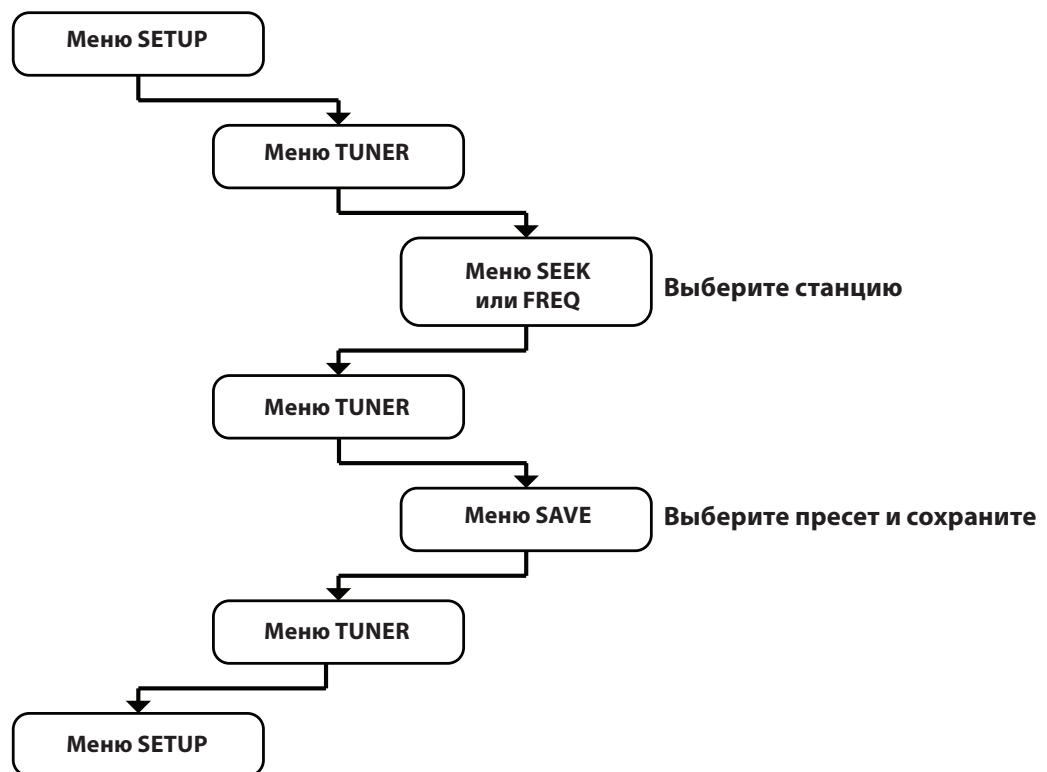 Меню SETUP
Меню TUNER
Меню SEEK
или FREQ
Выберите станцию
Меню TUNER
Меню SAVE
Выберите пресет и сохраните
Меню TUNER
Меню SETUP